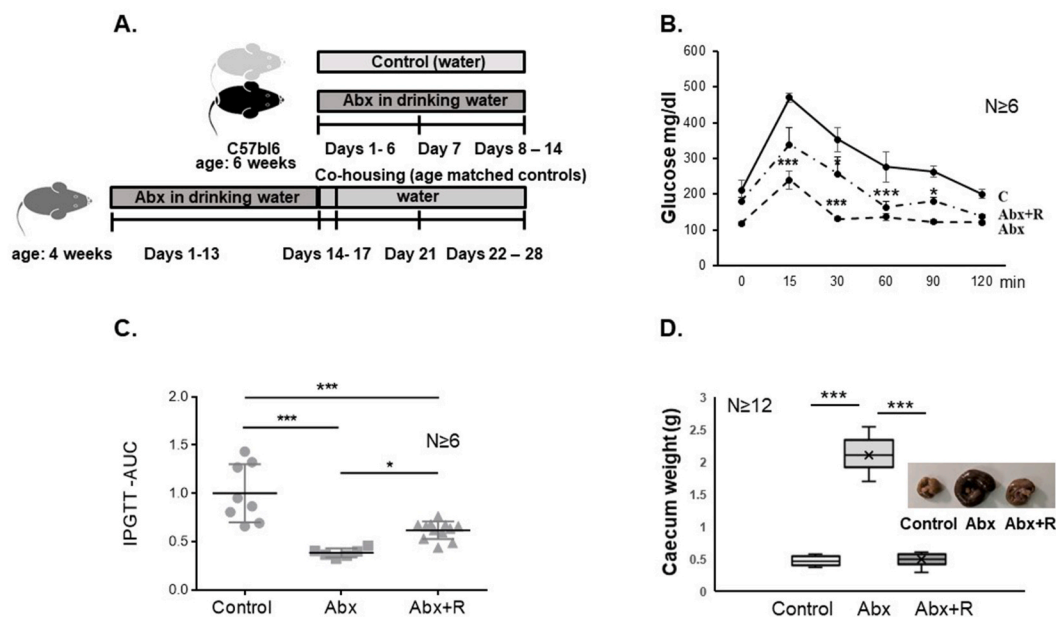 A.
Control (water)
Abx in drinking water
C57bl6
age: 6 weeks
Days 1- 6
Day 7
Days 8 – 14
Co-housing (age matched controls)
Abx in drinking water
water
age: 4 weeks
Days 1-13
Days 14- 17
Day 21
Days 22 – 28
B.
Glucose mg/dl
600
500
400
300
200
100
0
N≥6
***
*
***
***
*
C
Abx+R
Abx
0 15 30 60 90 120 min
C.
IPGTT -AUC
2.0
1.5
1.0
0.5
0.0
***
***
*
N≥6
Control Abx Abx+R
D.
Caecum weight (g)
3
2.5
2
1.5
1
0.5
0
N≥12
*** ***
Control Abx Abx+R
Control Abx Abx+R